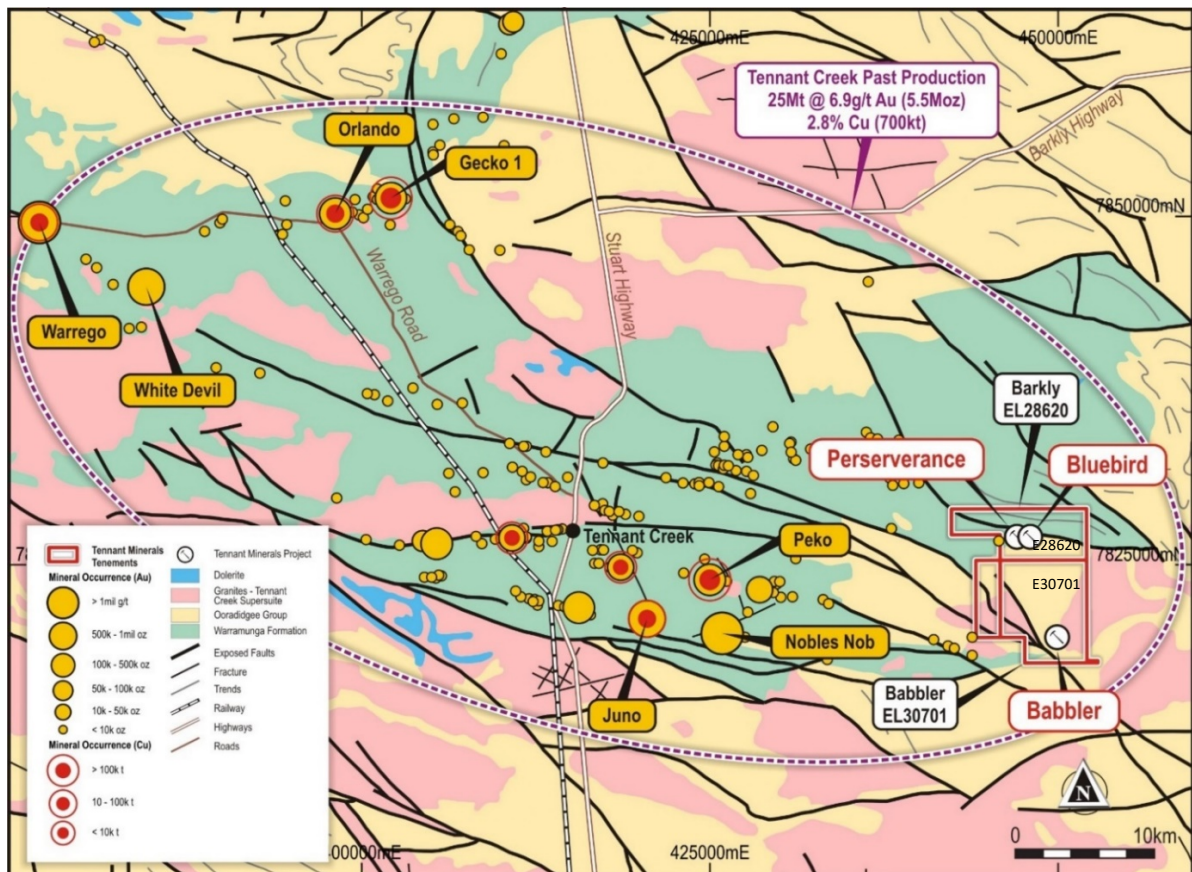 425000mE
450000mE
Tennant Creek Past Production
25Mt @ 6.9g/t Au (5.5Moz)
2.8% Cu (700kt)
Barkly Highway
Orlando
Gecko 1
7850000mN
Stuart Highway
Warrego Road
Warrego
White Devil
Barkly
EL28620
Perserverance
Bluebird
Tennant Creek
Peko
E28620
7825000mN
E30701
Nobles Nob
Juno
Babbler
EL30701
Babbler
Tennant Minerals
Tenements
Mineral Occurrence (Au)
> 1mil g/t
500k - 1mil oz
100k - 500k oz
50k - 100k oz
10k - 50k oz
< 10k oz
Mineral Occurrence (Cu)
> 100k t
10 - 100k t
< 10k t
Tennant Minerals Project
Dolerite
Granites - Tennant
Creek Supersuite
Ooradidgee Group
Warramunga Formation
Exposed Faults
Fracture
Trends
Railway
Highways
Roads
N
0 10km
425000mE